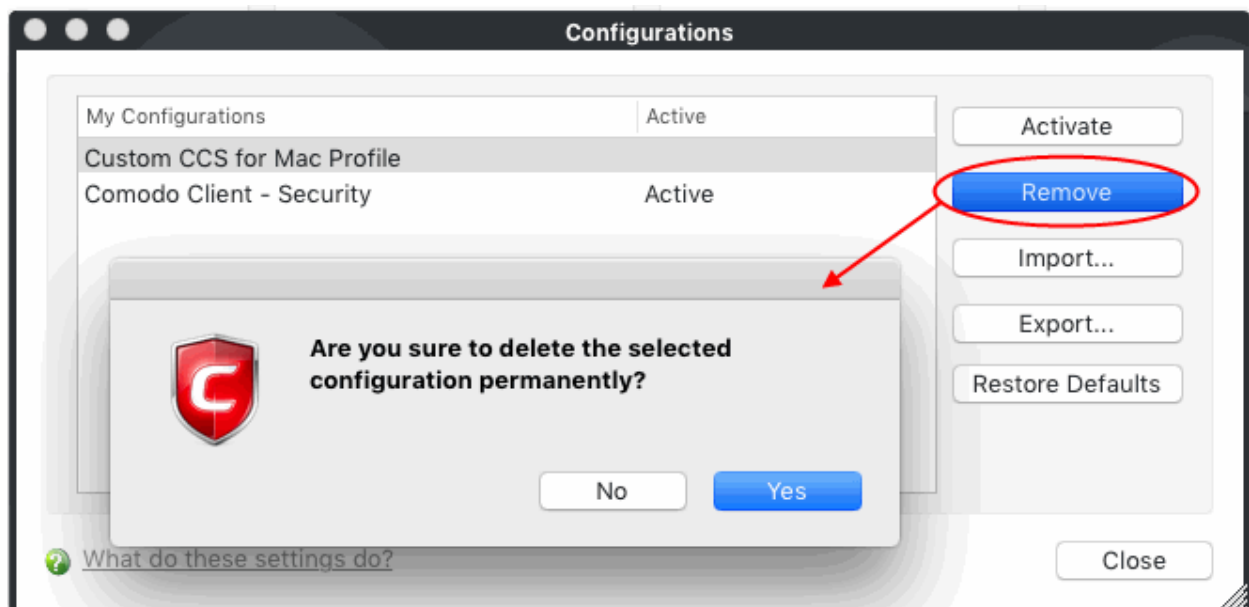 Configurations
My Configurations Active
Activate
Custom CCS for Mac Profile
Comodo Client - Security Active
Remove
Import...
Export...
Restore Defaults
Are you sure to delete the selected
configuration permanently?
No Yes
What do these settings do?
Close